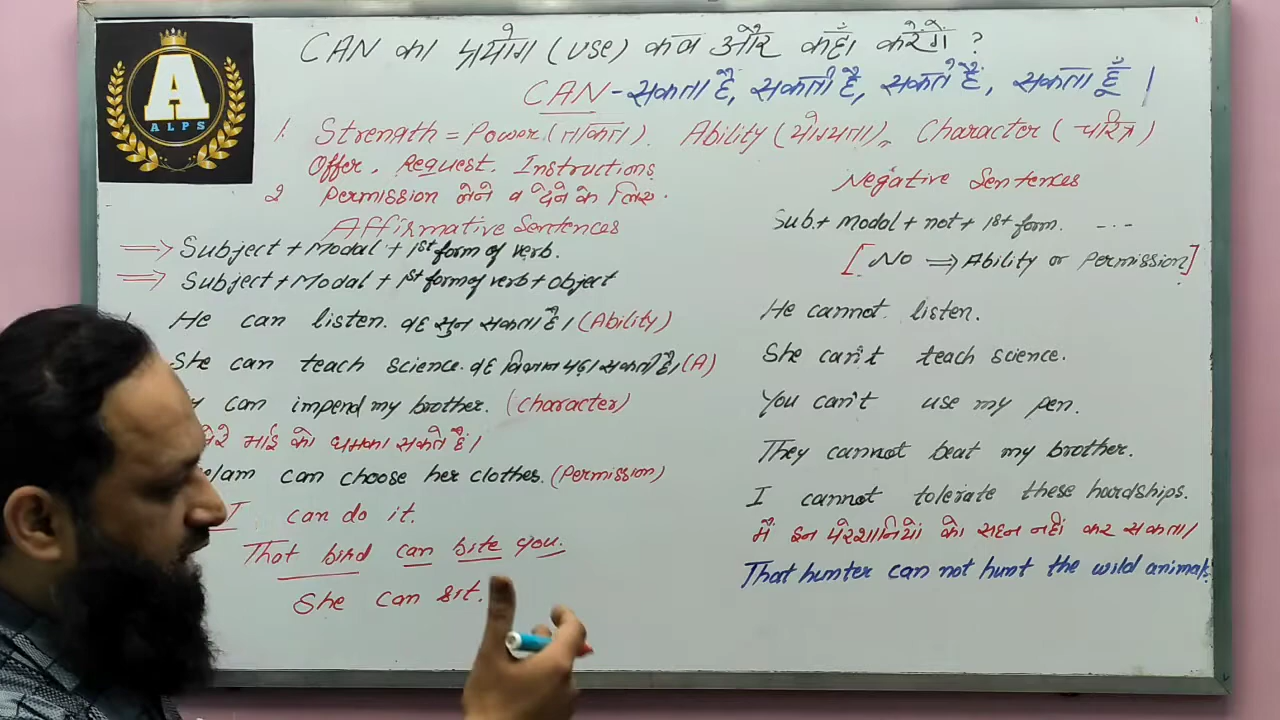 A
ALPS
CAN का प्रयोग (USE) कब और कहाँ करेंगे ?
CAN - सकता है, सकती है, सकते हैं, सकता हूँ ।
1. Strength = Power (ताकत). Ability (योग्यता), Character ( चरित्र )
Offer, Request. Instructions
2 Permission लेने व देने के लिए.
Affirmative Sentences
⟹ Subject + Modal + 1st form of verb.
⟹ Subject + Modal + 1st form of verb + object
He can listen. वह सुन सकता है। (Ability)
She can teach science. वह विज्ञान पढ़ा सकती है। (A)
can impend my brother. (Character)
मेरे भाई को धमका सकते हैं।
can choose her clothes. (Permission)
I can do it.
That bird can bite you.
She can sit.
Negative Sentences
Sub. + Modal + not + 1st form. ---
[ No ⟹ Ability or Permission ]
He cannot listen.
She can't teach science.
You can't use my pen.
They cannot beat my brother.
I cannot tolerate these hardships.
मैं इन परेशानियों को सहन नहीं कर सकता।
That hunter can not hunt the wild animals.